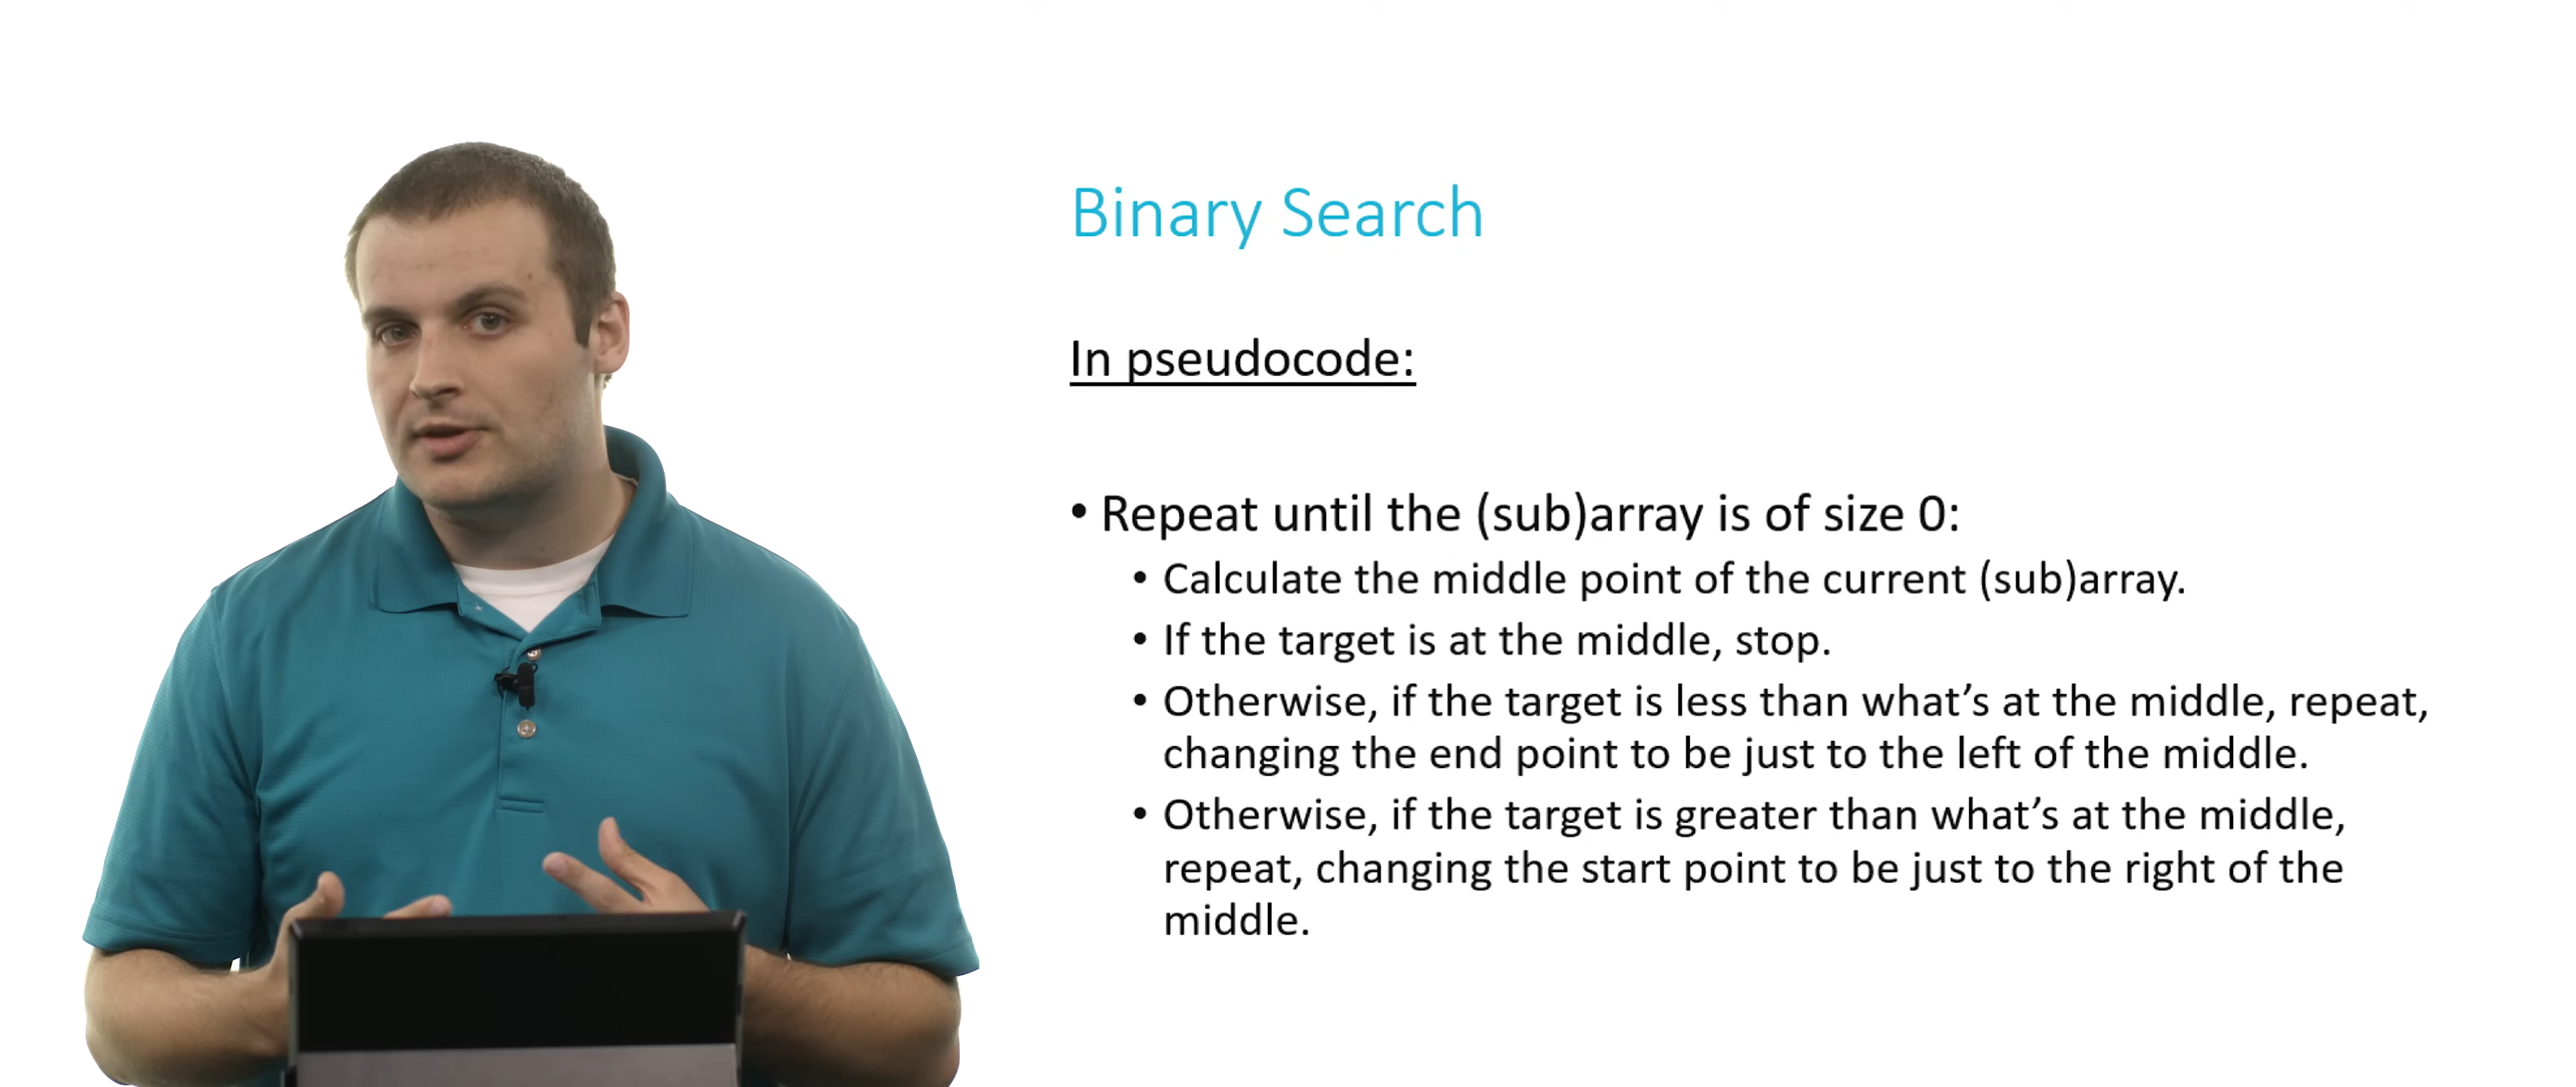 Binary Search
In pseudocode:
• Repeat until the (sub)array is of size 0:
• Calculate the middle point of the current (sub)array.
• If the target is at the middle, stop.
• Otherwise, if the target is less than what’s at the middle, repeat,
changing the end point to be just to the left of the middle.
• Otherwise, if the target is greater than what’s at the middle,
repeat, changing the start point to be just to the right of the
middle.